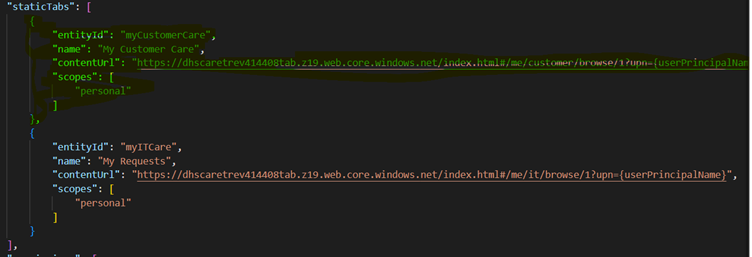 "staticTabs": [
{
"entityId": "myCustomerCare",
"name": "My Customer Care",
"contentUrl": "https://dhscaretrev414408tab.z19.web.core.windows.net/index.html#/me/customer/browse/1?upn={userPrincipalNam
"scopes": [
"personal"
]
},
{
"entityId": "myITCare",
"name": "My Requests",
"contentUrl": "https://dhscaretrev414408tab.z19.web.core.windows.net/index.html#/me/it/browse/1?upn={userPrincipalName}",
"scopes": [
"personal"
]
}
],